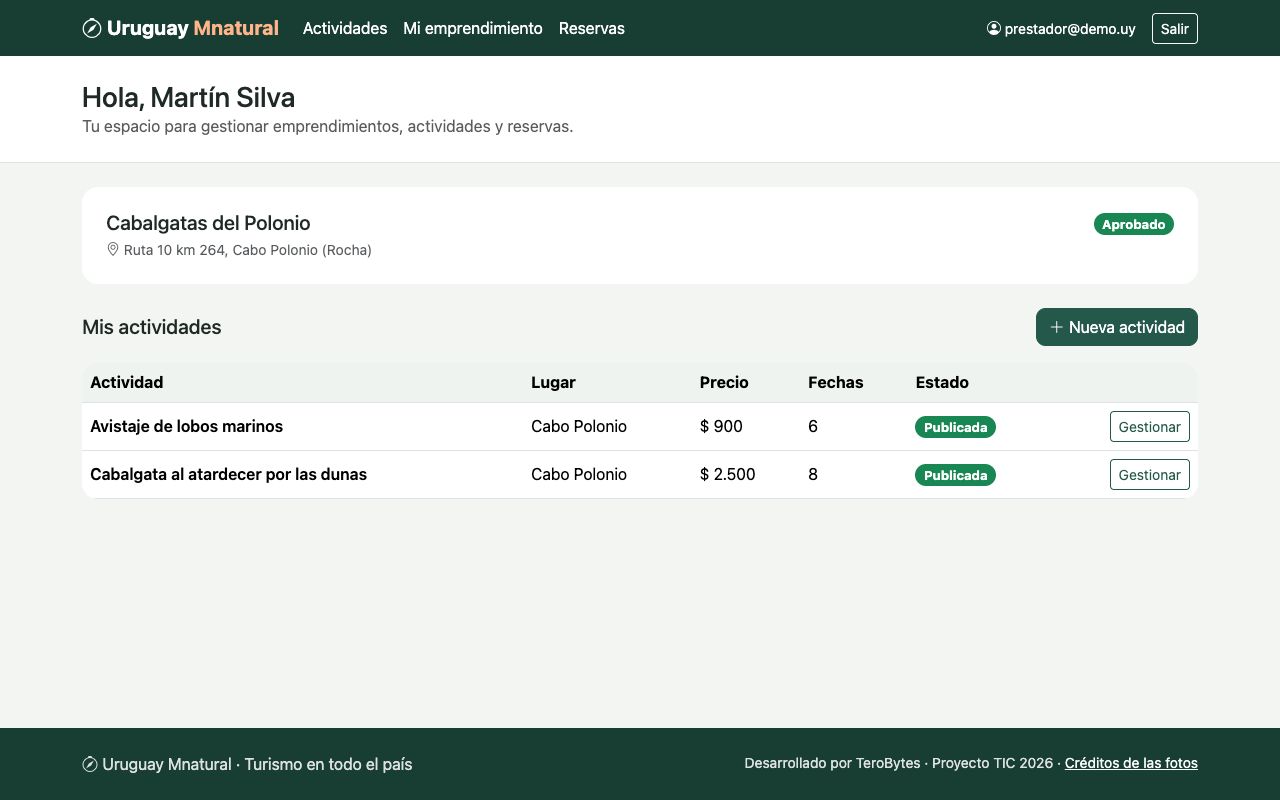 Uruguay Mnatural Actividades Mi emprendimiento Reservas prestador@demo.uy Salir
Hola, Martín Silva
Tu espacio para gestionar emprendimientos, actividades y reservas.
Cabalgatas del Polonio Aprobado
Ruta 10 km 264, Cabo Polonio (Rocha)
Mis actividades + Nueva actividad
Actividad Lugar Precio Fechas Estado
Avistaje de lobos marinos Cabo Polonio $ 900 6 Publicada Gestionar
Cabalgata al atardecer por las dunas Cabo Polonio $ 2.500 8 Publicada Gestionar
Uruguay Mnatural · Turismo en todo el país Desarrollado por TeroBytes · Proyecto TIC 2026 · Créditos de las fotos